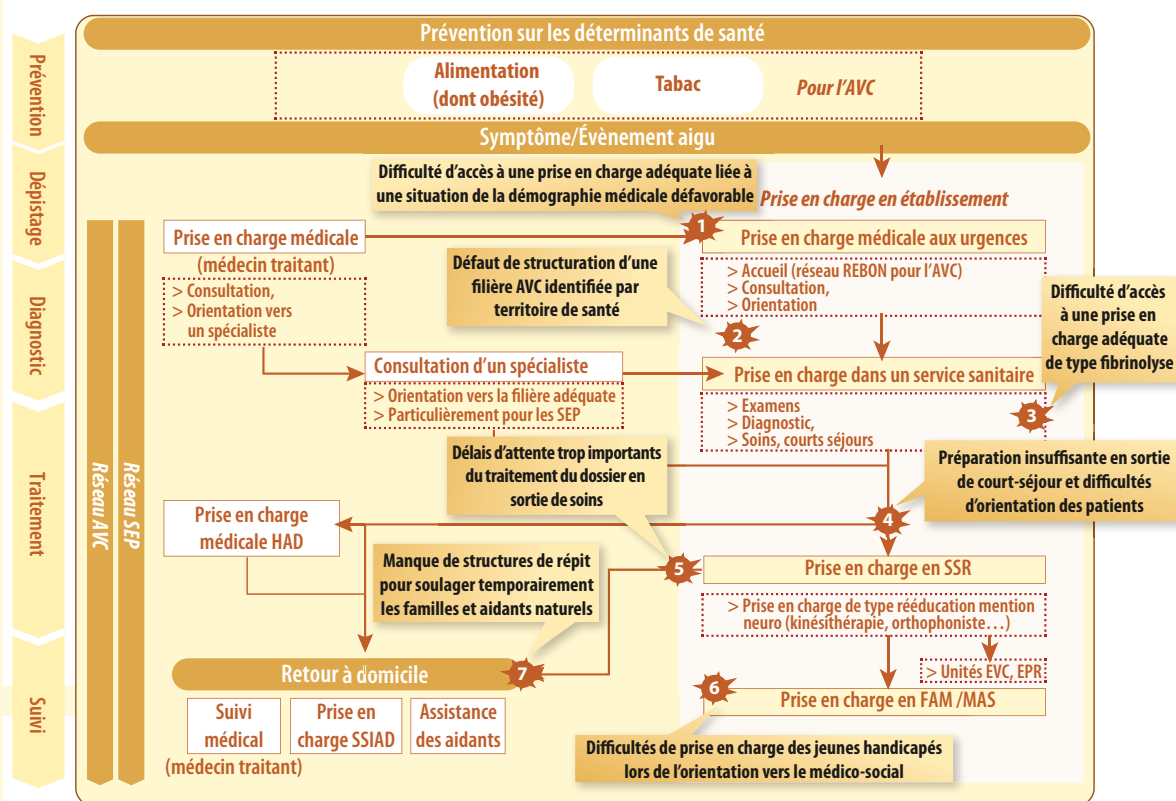 Prévention sur les déterminants de santé
Alimentation
(dont obésité)
Tabac
Pour l'AVC
Symptôme/Évènement aigu
Prévention
Dépistage
Diagnostic
Traitement
Suivi
Réseau AVC
Réseau SEP
Difficulté d'accès à une prise en charge adéquate liée à
une situation de la démographie médicale défavorable
Prise en charge en établissement
1
Prise en charge médicale
(médecin traitant)
> Consultation,
> Orientation vers
un spécialiste
Prise en charge médicale aux urgences
> Accueil (réseau REBON pour l'AVC)
> Consultation,
> Orientation
Défaut de structuration d'une
filière AVC identifiée par
territoire de santé
2
Difficulté d'accès
à une prise en
charge adéquate
de type fibrinolyse
3
Consultation d'un spécialiste
> Orientation vers la filière adéquate
> Particulièrement pour les SEP
Prise en charge dans un service sanitaire
> Examens
> Diagnostic,
> Soins, courts séjours
Délais d'attente trop importants
du traitement du dossier en
sortie de soins
Préparation insuffisante en sortie
de court-séjour et difficultés
d'orientation des patients
4
Prise en charge
médicale HAD
Manque de structures de répit
pour soulager temporairement
les familles et aidants naturels
5
Prise en charge en SSR
> Prise en charge de type rééducation mention
neuro (kinésithérapie, orthophoniste…)
> Unités EVC, EPR
7
Retour à domicile
6
Prise en charge en FAM /MAS
Suivi
médical
(médecin traitant)
Prise en
charge SSIAD
Assistance
des aidants
Difficultés de prise en charge des jeunes handicapés
lors de l'orientation vers le médico-social